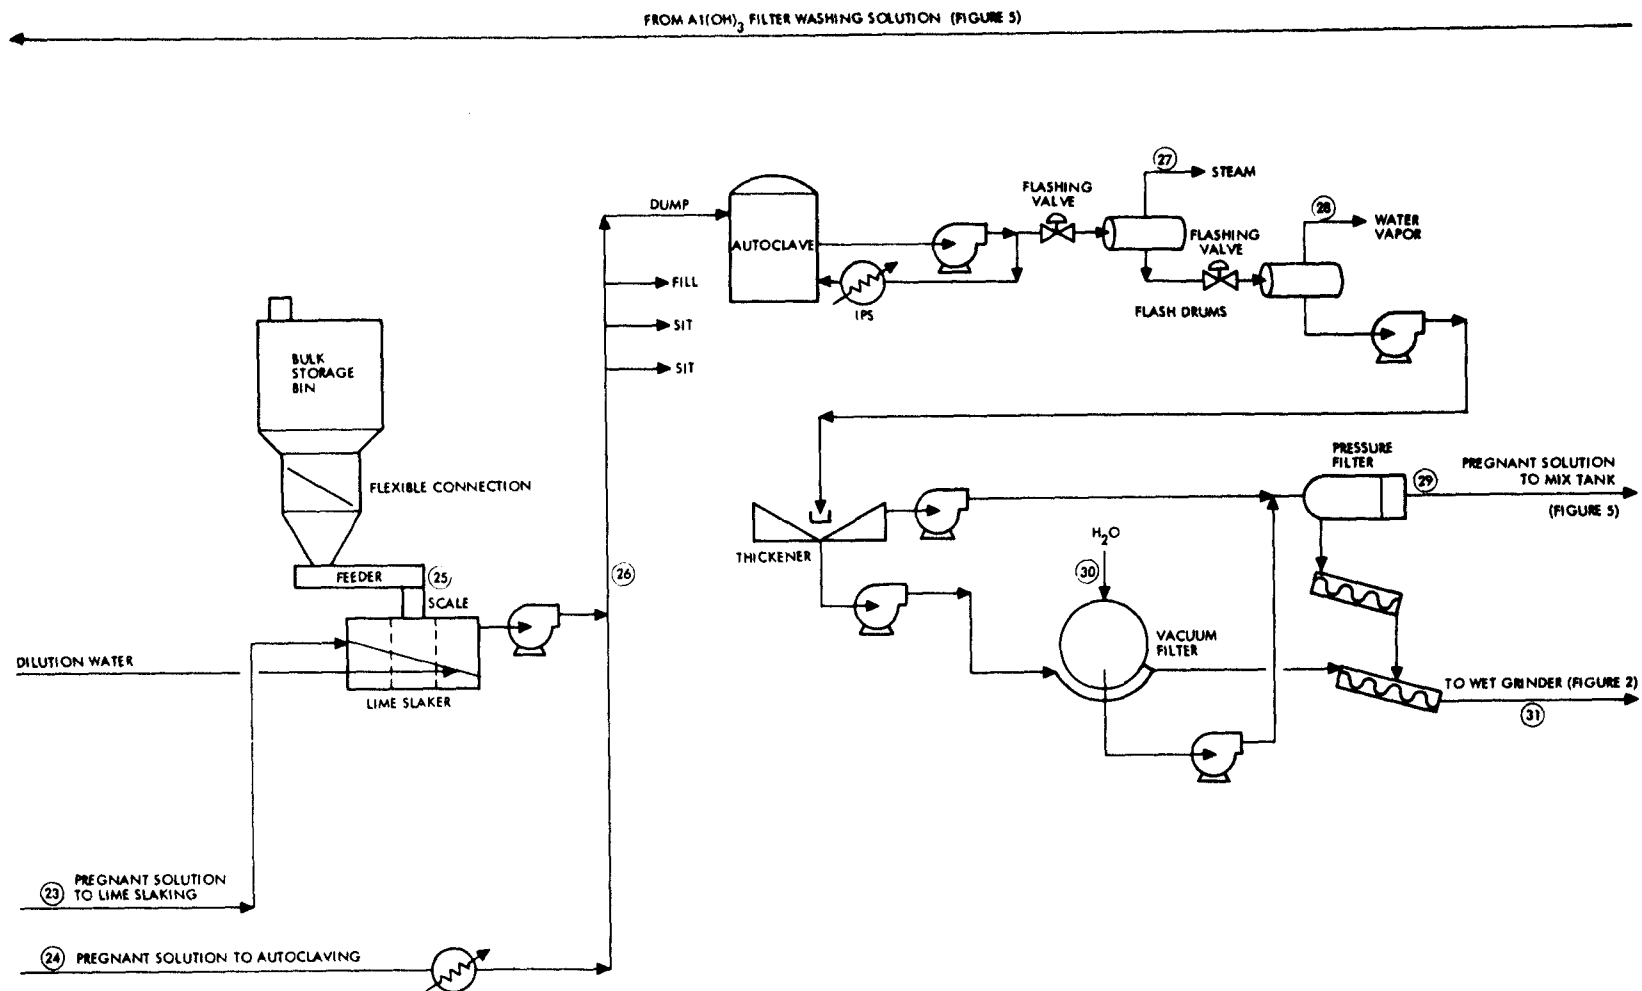 FROM Al(OH)3 FILTER WASHING SOLUTION (FIGURE 5)
27
STEAM
FLASHING
VALVE
28
WATER
VAPOR
DUMP
AUTOCLAVE
FLASHING
VALVE
FILL
IPS
FLASH DRUMS
SIT
SIT
BULK
STORAGE
BIN
FLEXIBLE CONNECTION
PRESSURE
FILTER
PREGNANT SOLUTION
TO MIX TANK
29
(FIGURE 5)
THICKENER
H2O
30
FEEDER
25
26
SCALE
VACUUM
FILTER
DILUTION WATER
LIME SLAKER
TO WET GRINDER (FIGURE 2)
31
23
PREGNANT SOLUTION
TO LIME SLAKING
24
PREGNANT SOLUTION TO AUTOCLAVING